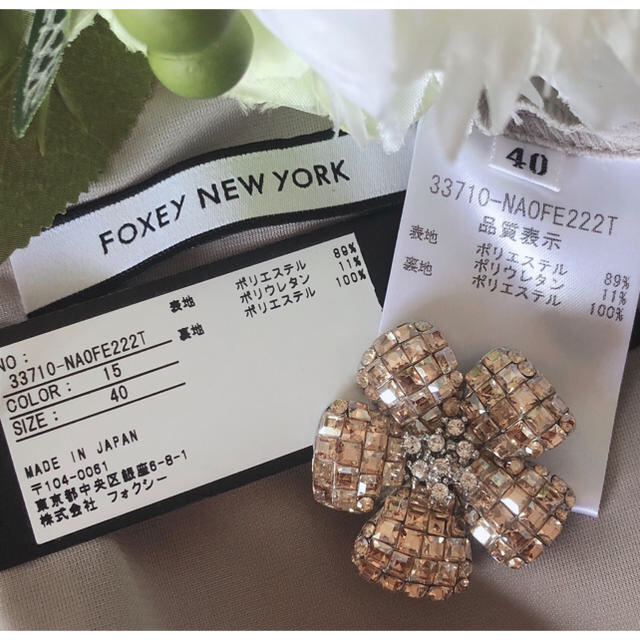 FOXEY NEW YORK
40
33710-NAOFE222T
品質表示
表地 ポリエステル 89%
ポリウレタン 11%
裏地 ポリエステル 100%
表地 ポリエステル 89%
ポリウレタン 11%
裏地 ポリエステル 100%
NO:
33710-NAOFE222T
COLOR: 15
SIZE: 40
MADE IN JAPAN
〒104-0061
東京都中央区銀座6-8-1
株式会社 フォクシー